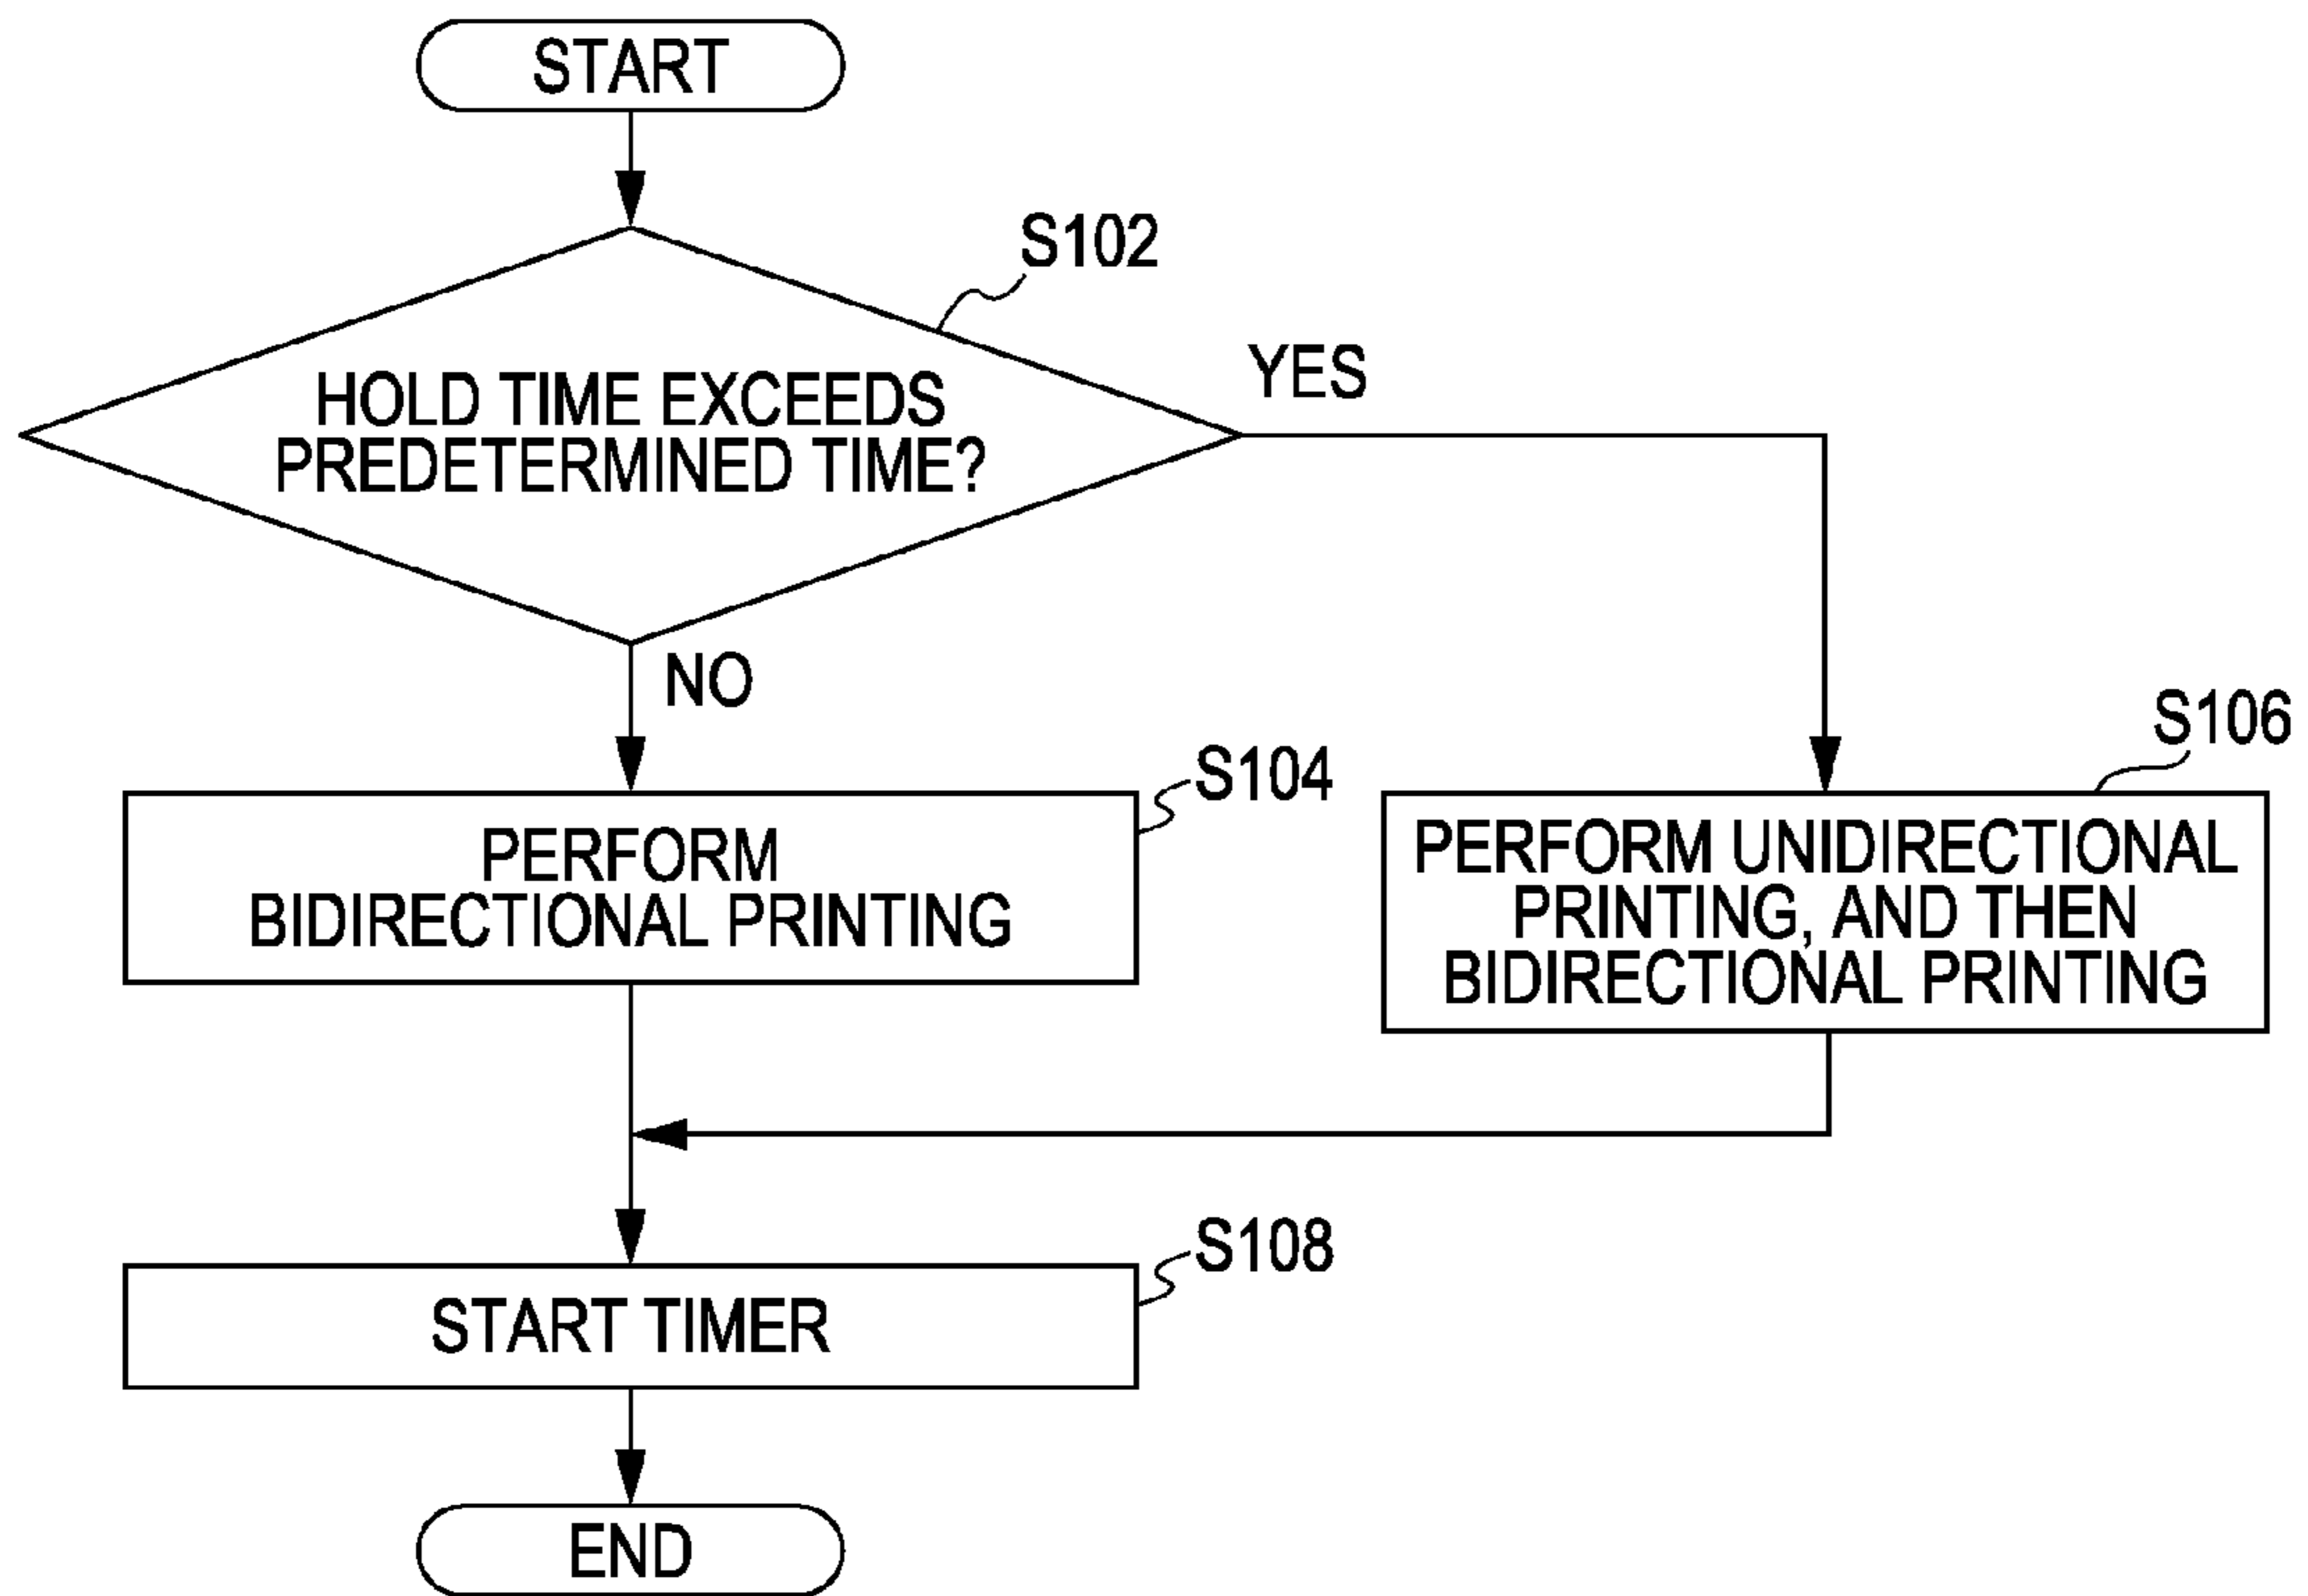 START
S102
HOLD TIME EXCEEDS
PREDETERMINED TIME?
YES
NO
S104
PERFORM
BIDIRECTIONAL PRINTING
S106
PERFORM UNIDIRECTIONAL
PRINTING, AND THEN
BIDIRECTIONAL PRINTING
S108
START TIMER
END